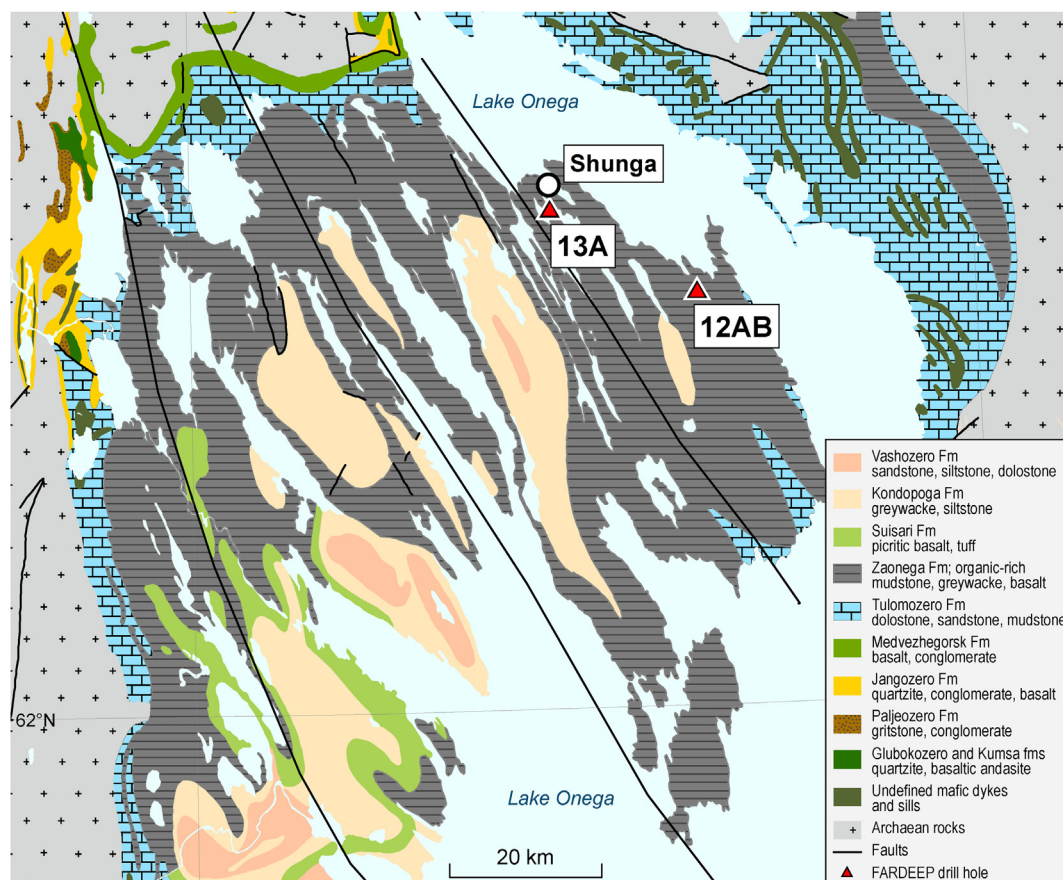 Lake Onega
Shunga
13A
12AB
62°N
Lake Onega
20 km
Vashozero Fm
sandstone, siltstone, dolostone
Kondopoga Fm
greywacke, siltstone
Suisari Fm
picritic basalt, tuff
Zaonega Fm; organic-rich
mudstone, greywacke, basalt
Tulomozero Fm
dolostone, sandstone, mudstone
Medvezhegorsk Fm
basalt, conglomerate
Jangozero Fm
quartzite, conglomerate, basalt
Paljeozero Fm
gritstone, conglomerate
Glubokozero and Kumsa fms
quartzite, basaltic andasite
Undefined mafic dykes
and sills
Archaean rocks
Faults
FARDEEP drill hole